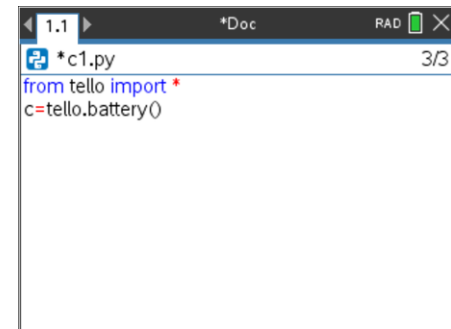 1.1 *Doc RAD
*c1.py 3/3
from tello import *
c=tello.battery()